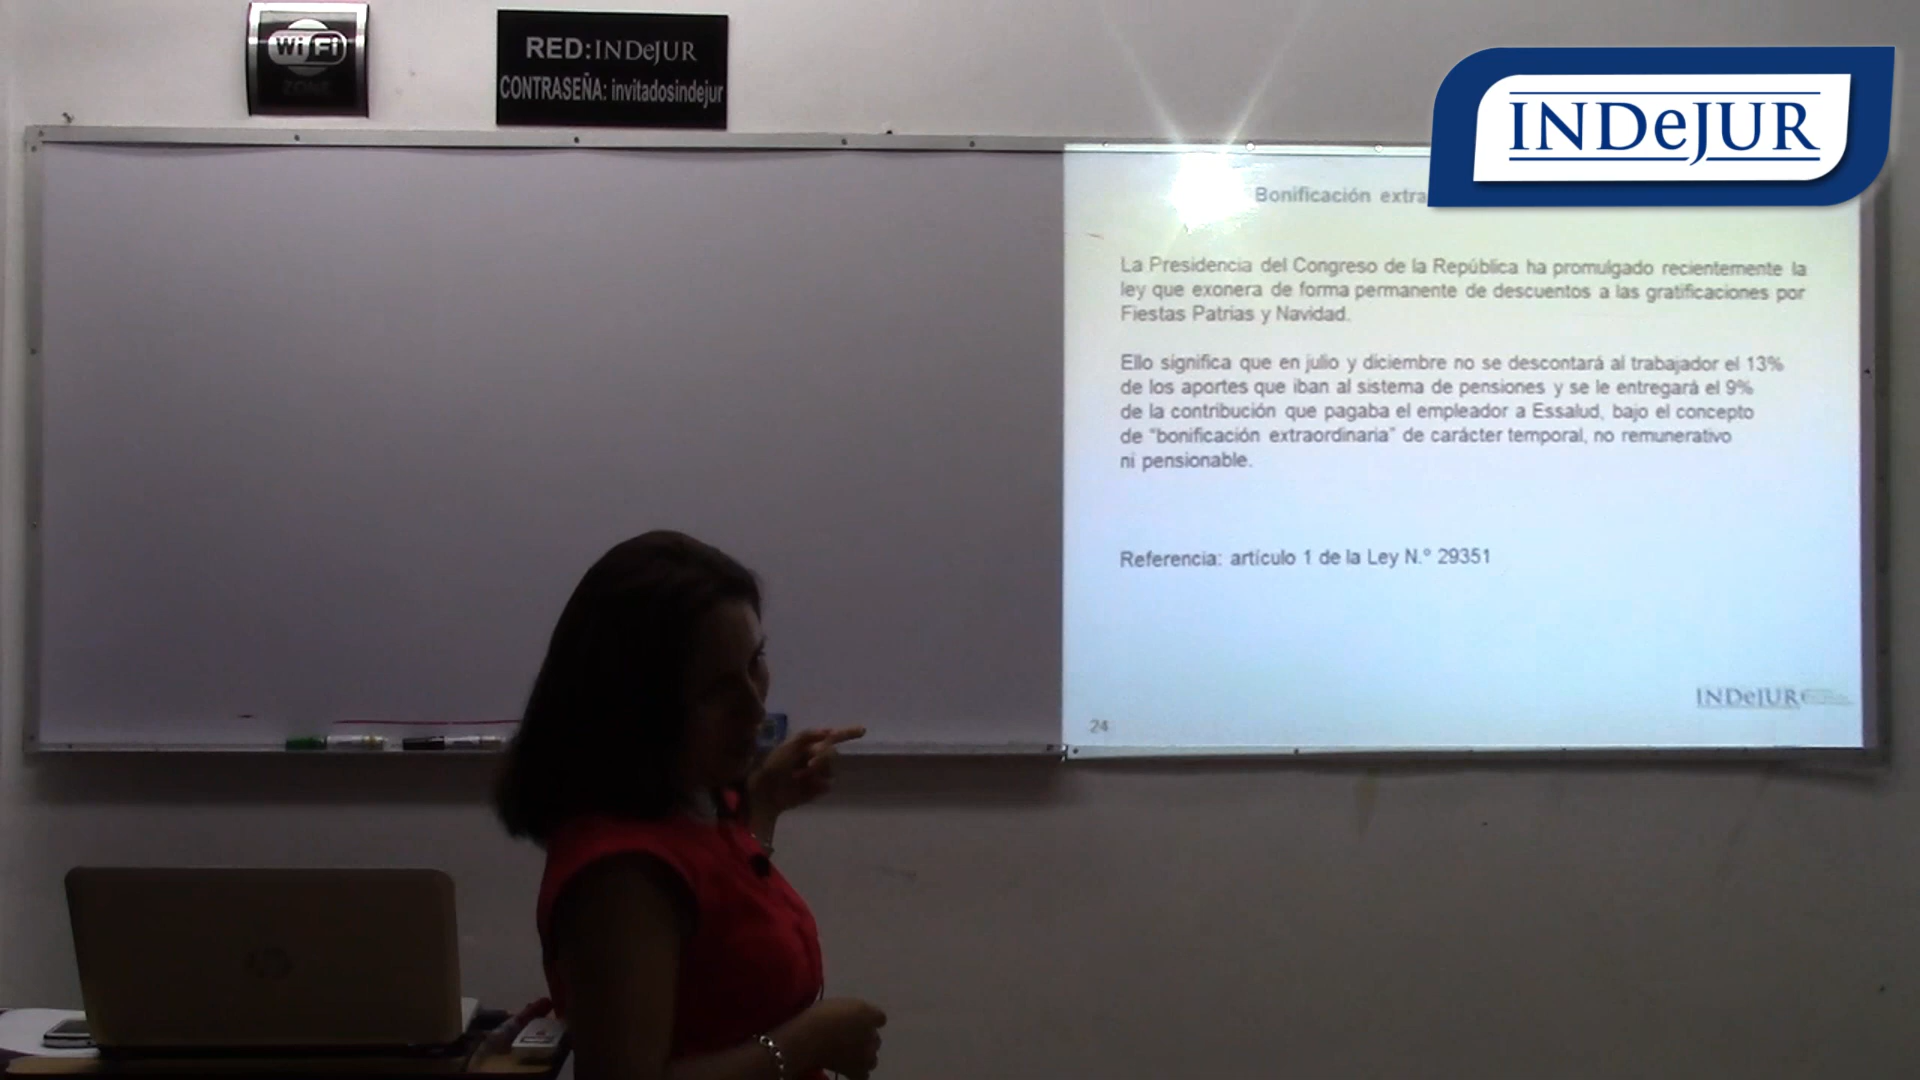 WiFi
ZONE
RED: INDeJUR
CONTRASEÑA: invitadosindejur
INDeJUR
Bonificación extra
La Presidencia del Congreso de la República ha promulgado recientemente la
ley que exonera de forma permanente de descuentos a las gratificaciones por
Fiestas Patrias y Navidad.
Ello significa que en julio y diciembre no se descontará al trabajador el 13%
de los aportes que iban al sistema de pensiones y se le entregará el 9%
de la contribución que pagaba el empleador a Essalud, bajo el concepto
de "bonificación extraordinaria" de carácter temporal, no remunerativo
ni pensionable.
Referencia: artículo 1 de la Ley N.º 29351
INDeJUR
24